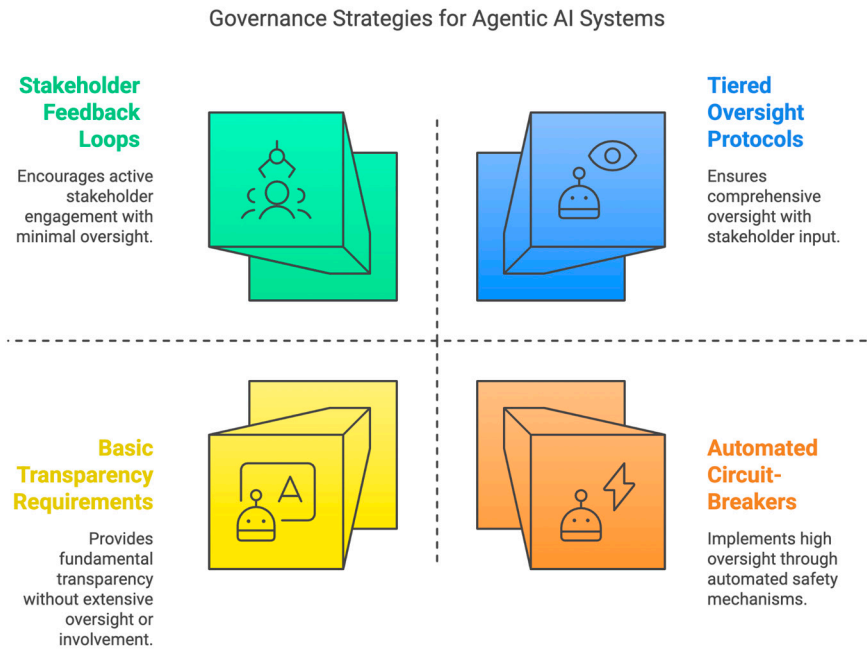 Governance Strategies for Agentic AI Systems
Stakeholder
Feedback
Loops
Encourages active
stakeholder
engagement with
minimal oversight.
Tiered
Oversight
Protocols
Ensures
comprehensive
oversight with
stakeholder input.
Basic
Transparency
Requirements
Provides
fundamental
transparency
without extensive
oversight or
involvement.
A
Automated
Circuit-
Breakers
Implements high
oversight through
automated safety
mechanisms.